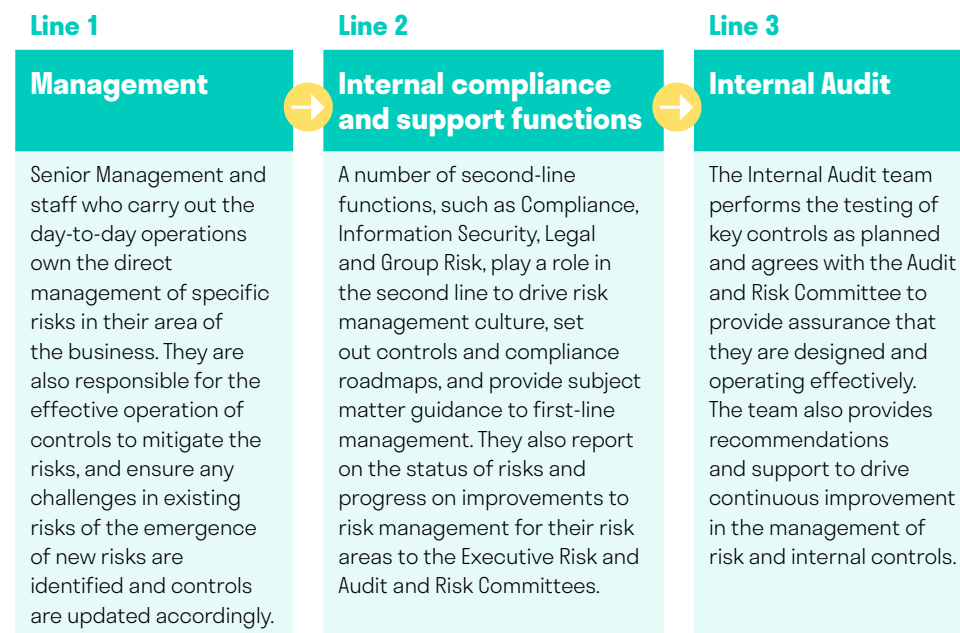 Line 1
Management
Senior Management and
staff who carry out the
day-to-day operations
own the direct
management of specific
risks in their area of
the business. They are
also responsible for the
effective operation of
controls to mitigate the
risks, and ensure any
challenges in existing
risks of the emergence
of new risks are
identified and controls
are updated accordingly.
Line 2
Internal compliance
and support functions
A number of second-line
functions, such as Compliance,
Information Security, Legal
and Group Risk, play a role in
the second line to drive risk
management culture, set
out controls and compliance
roadmaps, and provide subject
matter guidance to first-line
management. They also report
on the status of risks and
progress on improvements to
risk management for their risk
areas to the Executive Risk and
Audit and Risk Committees.
Line 3
Internal Audit
The Internal Audit team
performs the testing of
key controls as planned
and agrees with the Audit
and Risk Committee to
provide assurance that
they are designed and
operating effectively.
The team also provides
recommendations
and support to drive
continuous improvement
in the management of
risk and internal controls.